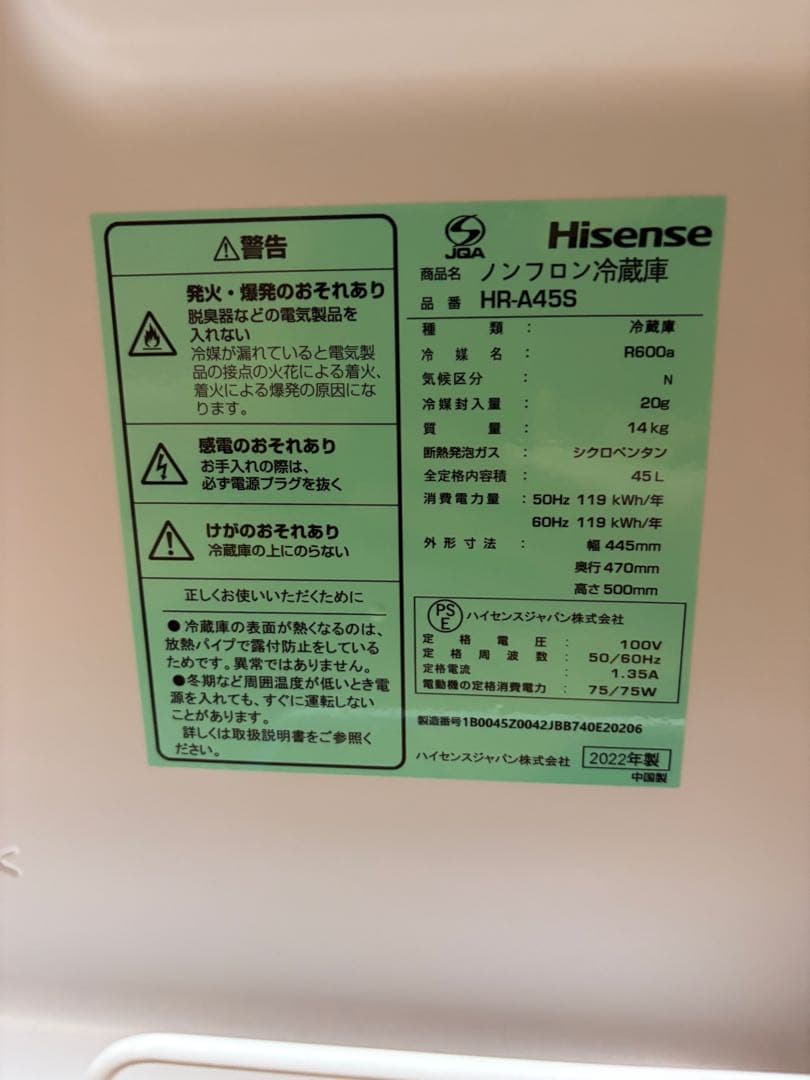 ⚠警告
発火・爆発のおそれあり
脱臭器などの電気製品を
入れない
冷媒が漏れていると電気製
品の接点の火花による着火、
着火による爆発の原因にな
ります。
感電のおそれあり
お手入れの際は、
必ず電源プラグを抜く
けがのおそれあり
冷蔵庫の上にのらない
正しくお使いいただくために
●冷蔵庫の表面が熱くなるのは、
放熱パイプで露付防止をしている
ためです。異常ではありません。
●冬期など周囲温度が低いとき電
源を入れても、すぐに運転しない
ことがあります。
詳しくは取扱説明書をご参照く
ださい。
JQA
Hisense
商品名 ノンフロン冷蔵庫
品番 HR-A45S
種類 : 冷蔵庫
冷媒名 : R600a
気候区分 : N
冷媒封入量 : 20g
質量 : 14kg
断熱発泡ガス : シクロペンタン
全定格内容積 : 45L
消費電力量 : 50Hz 119 kWh/年
60Hz 119 kWh/年
外形寸法 : 幅 445mm
奥行 470mm
高さ 500mm
PS
E
ハイセンスジャパン株式会社
定格電圧 : 100V
定格周波数 : 50/60Hz
定格電流 : 1.35A
電動機の定格消費電力 : 75/75W
製造番号1B0045Z0042JBB740E20206
ハイセンスジャパン株式会社 2022年製
中国製